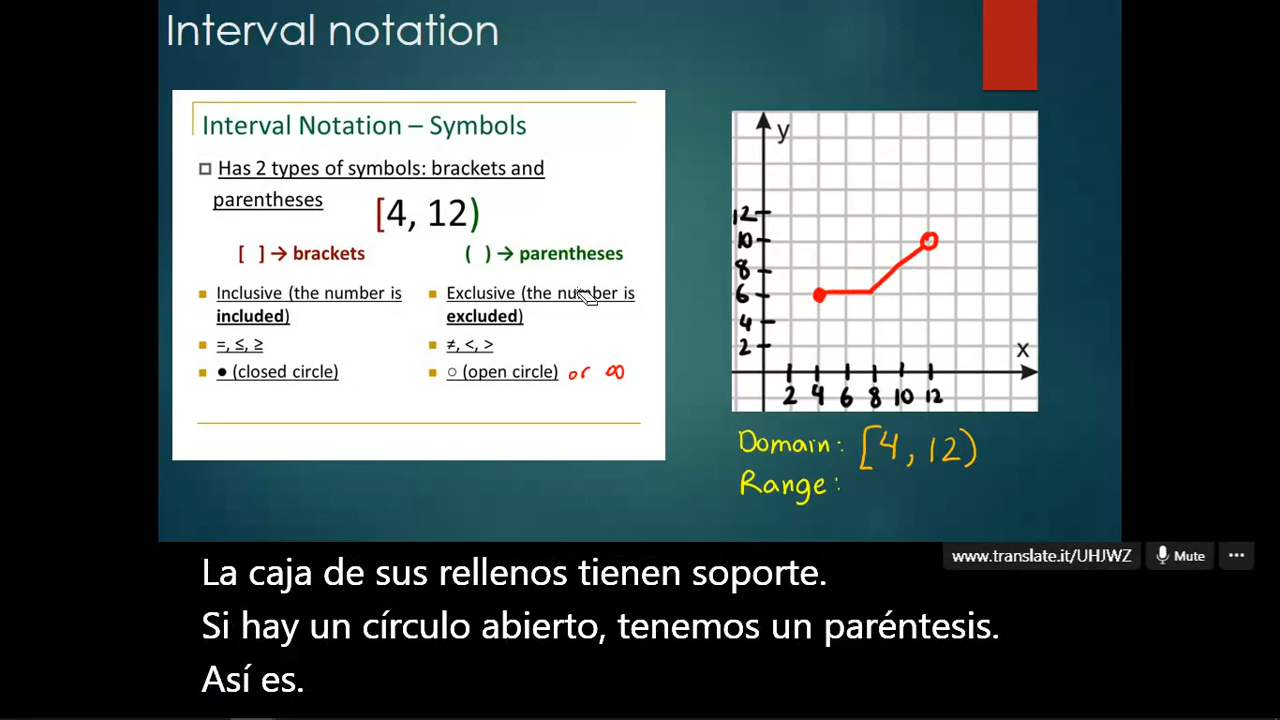 Interval notation
Interval Notation – Symbols
Has 2 types of symbols: brackets and
parentheses
[4, 12)
[ ] → brackets
( ) → parentheses
Inclusive (the number is
included)
=, ≤, ≥
● (closed circle)
Exclusive (the number is
excluded)
≠, <, >
○ (open circle) or ∞
y
12
10
8
6
4
2
x
2 4 6 8 10 12
Domain: [4, 12)
Range:
www.translate.it/UHJWZ Mute
La caja de sus rellenos tienen soporte.
Si hay un círculo abierto, tenemos un paréntesis.
Así es.